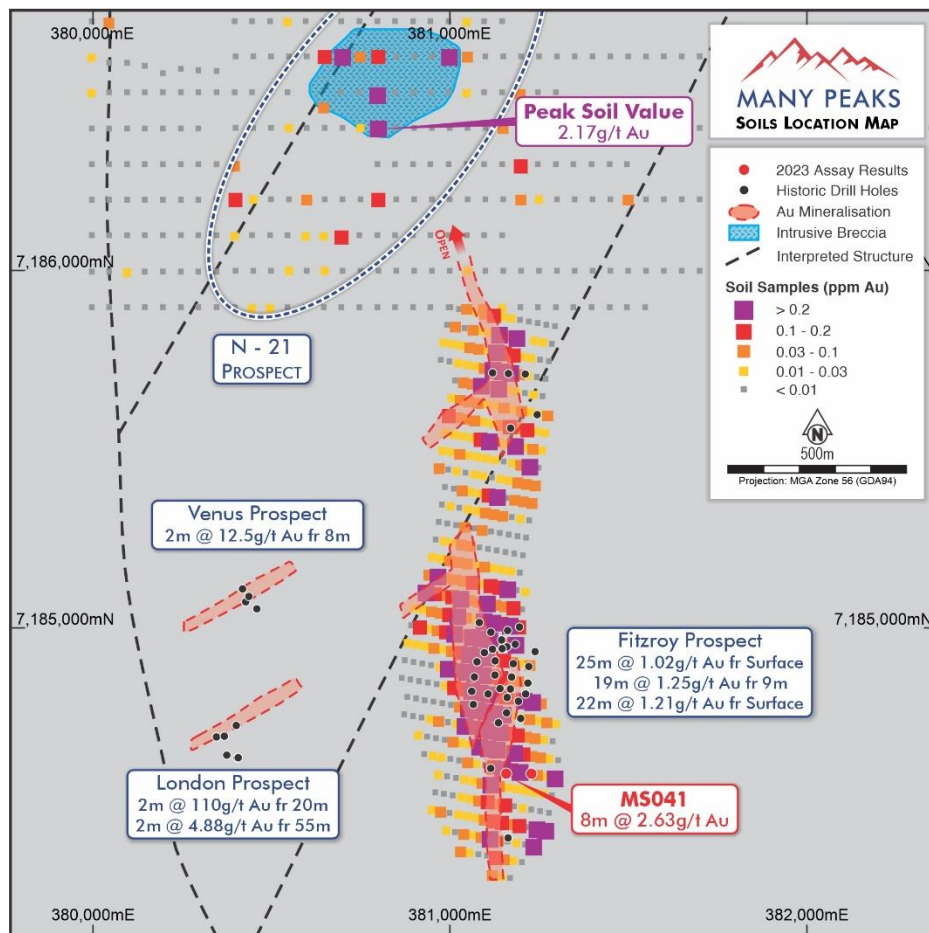 380,000mE
381,000mE
MANY PEAKS
SOILS LOCATION MAP
Peak Soil Value
2.17g/t Au
2023 Assay Results
Historic Drill Holes
Au Mineralisation
Intrusive Breccia
Interpreted Structure
Soil Samples (ppm Au)
> 0.2
0.1 - 0.2
0.03 - 0.1
0.01 - 0.03
< 0.01
N
500m
Projection: MGA Zone 56 (GDA94)
OPEN
7,186,000mN
N - 21
PROSPECT
Venus Prospect
2m @ 12.5g/t Au fr 8m
7,185,000mN
7,185,000mN
Fitzroy Prospect
25m @ 1.02g/t Au fr Surface
19m @ 1.25g/t Au fr 9m
22m @ 1.21g/t Au fr Surface
London Prospect
2m @ 110g/t Au fr 20m
2m @ 4.88g/t Au fr 55m
MS041
8m @ 2.63g/t Au
380,000mE
381,000mE
382,000mE